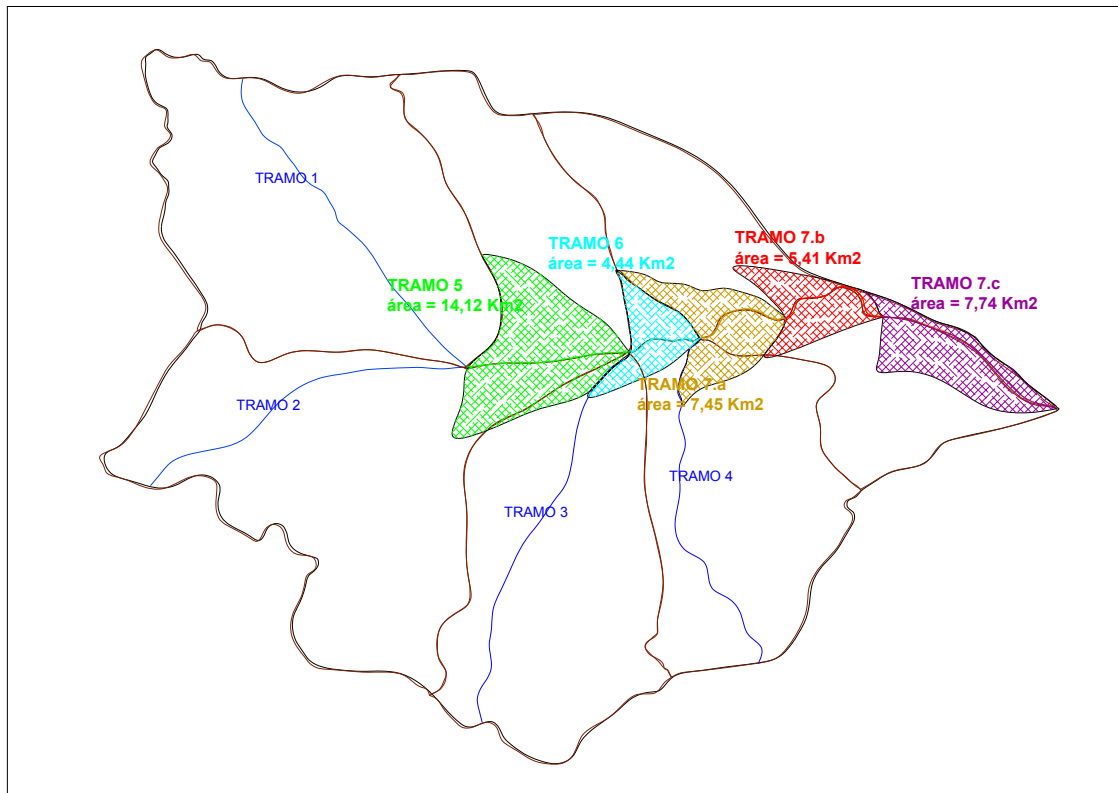 TRAMO 1
TRAMO 6
área = 4,44 Km2
TRAMO 7.b
área = 5,41 Km2
TRAMO 5
área = 14,12 Km2
TRAMO 7.c
área = 7,74 Km2
TRAMO 7.a
área = 7,45 Km2
TRAMO 2
TRAMO 3
TRAMO 4